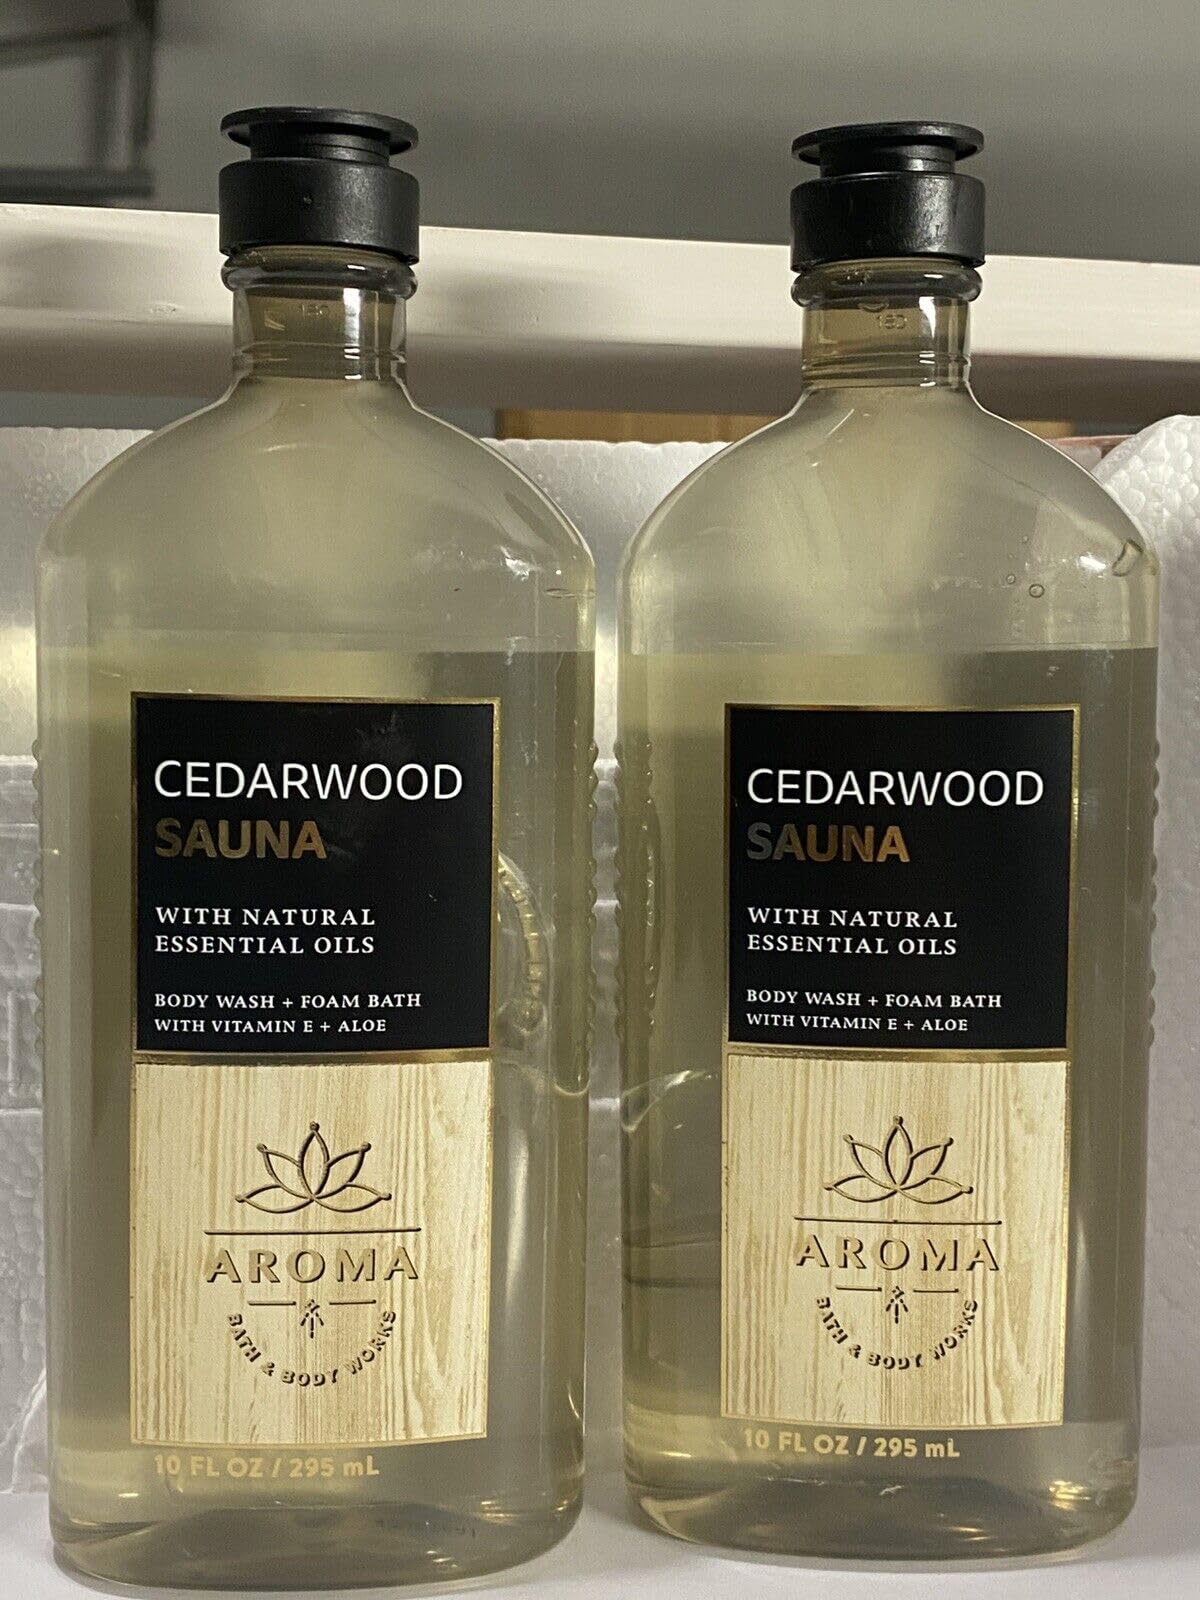 CEDARWOOD
SAUNA
WITH NATURAL
ESSENTIAL OILS
BODY WASH + FOAM BATH
WITH VITAMIN E + ALOE
AROMA
BATH & BODY WORKS
10 FL OZ / 295 mL
CEDARWOOD
SAUNA
WITH NATURAL
ESSENTIAL OILS
BODY WASH + FOAM BATH
WITH VITAMIN E + ALOE
AROMA
BATH & BODY WORKS
10 FL OZ / 295 mL